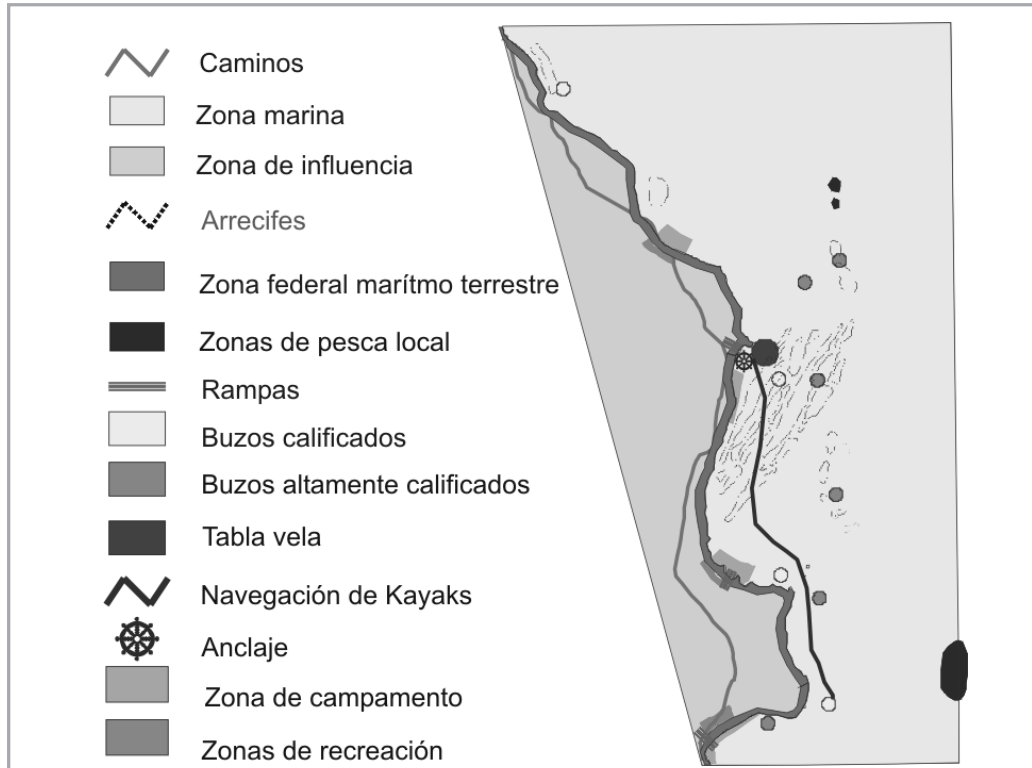 Caminos
Zona marina
Zona de influencia
Arrecifes
Zona federal marítmo terrestre
Zonas de pesca local
Rampas
Buzos calificados
Buzos altamente calificados
Tabla vela
Navegación de Kayaks
Anclaje
Zona de campamento
Zonas de recreación